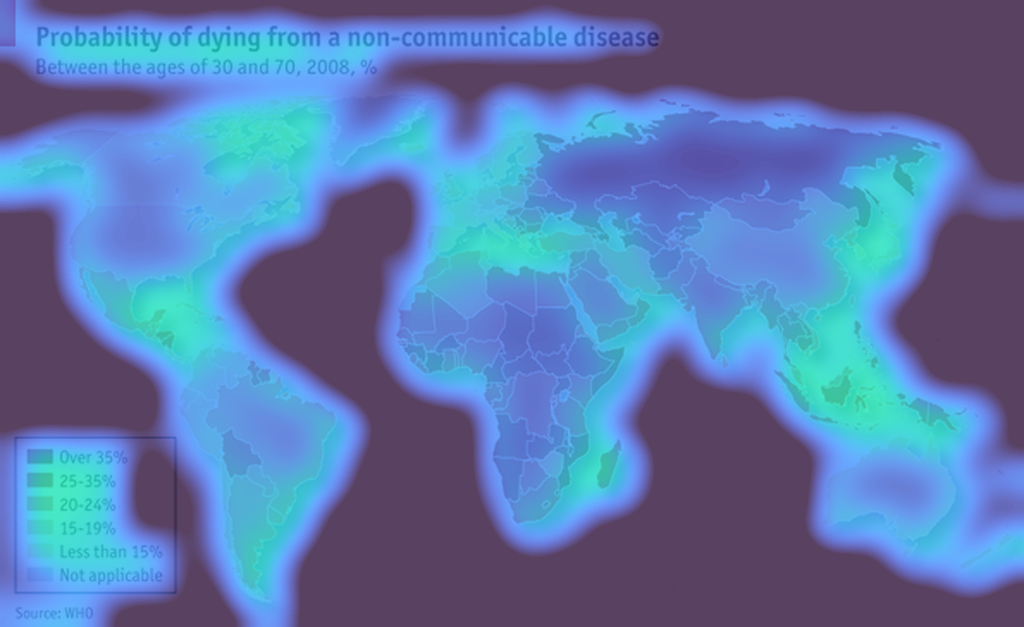 Probability of dying from a non-communicable disease
Between the ages of 30 and 70, 2008, %
Over 35%
25-35%
20-24%
15-19%
Less than 15%
Not applicable
Source: WHO